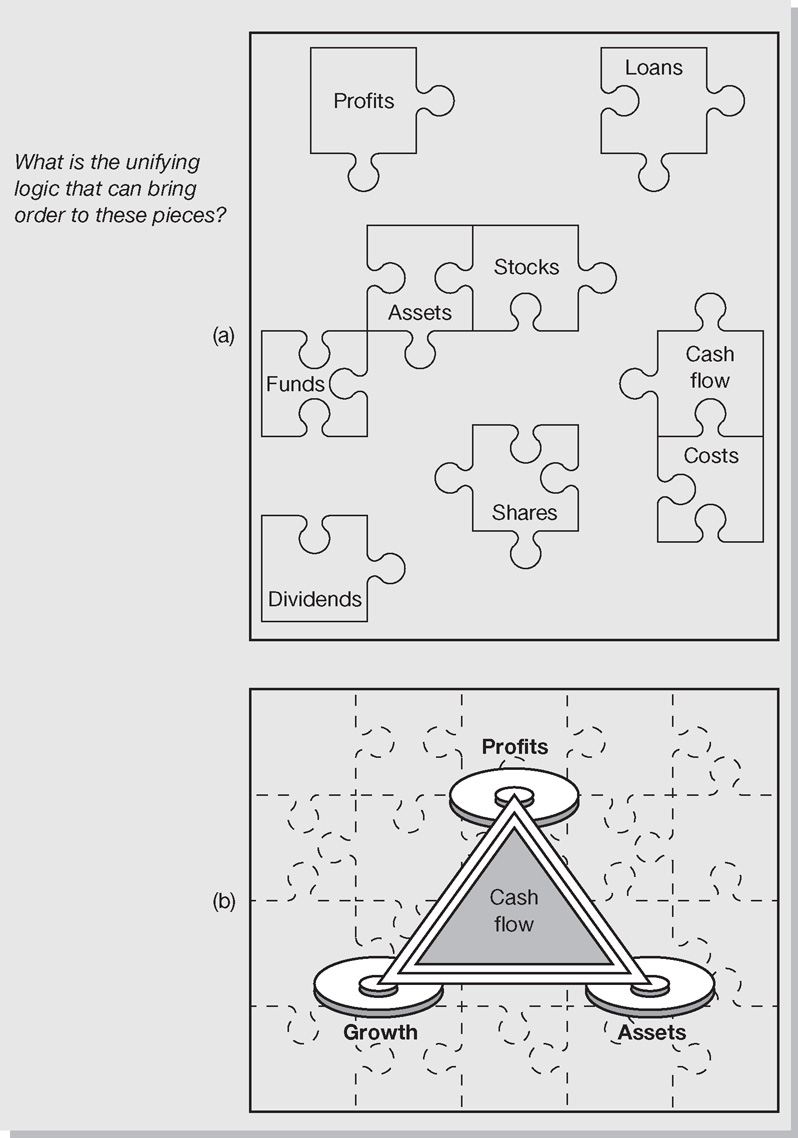 What is the unifying
logic that can bring
order to these pieces?
(a)
Profits
Loans
Stocks
Assets
Funds
Cash
flow
Costs
Shares
Dividends
(b)
Profits
Cash
flow
Growth
Assets